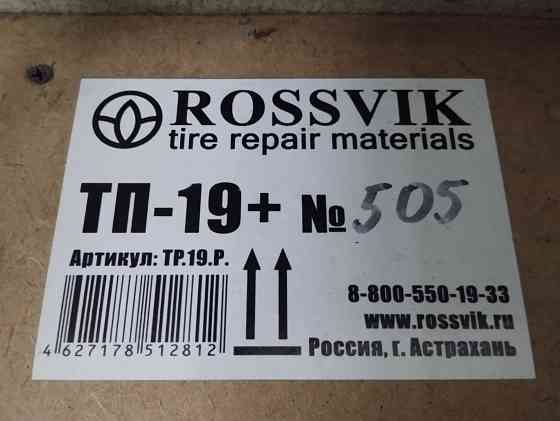 ROSSVIK
tire repair materials
ТП-19+ № 505
Артикул: ТР.19.Р.
4 627178 512812
8-800-550-19-33
www.rossvik.ru
Россия, г. Астрахань